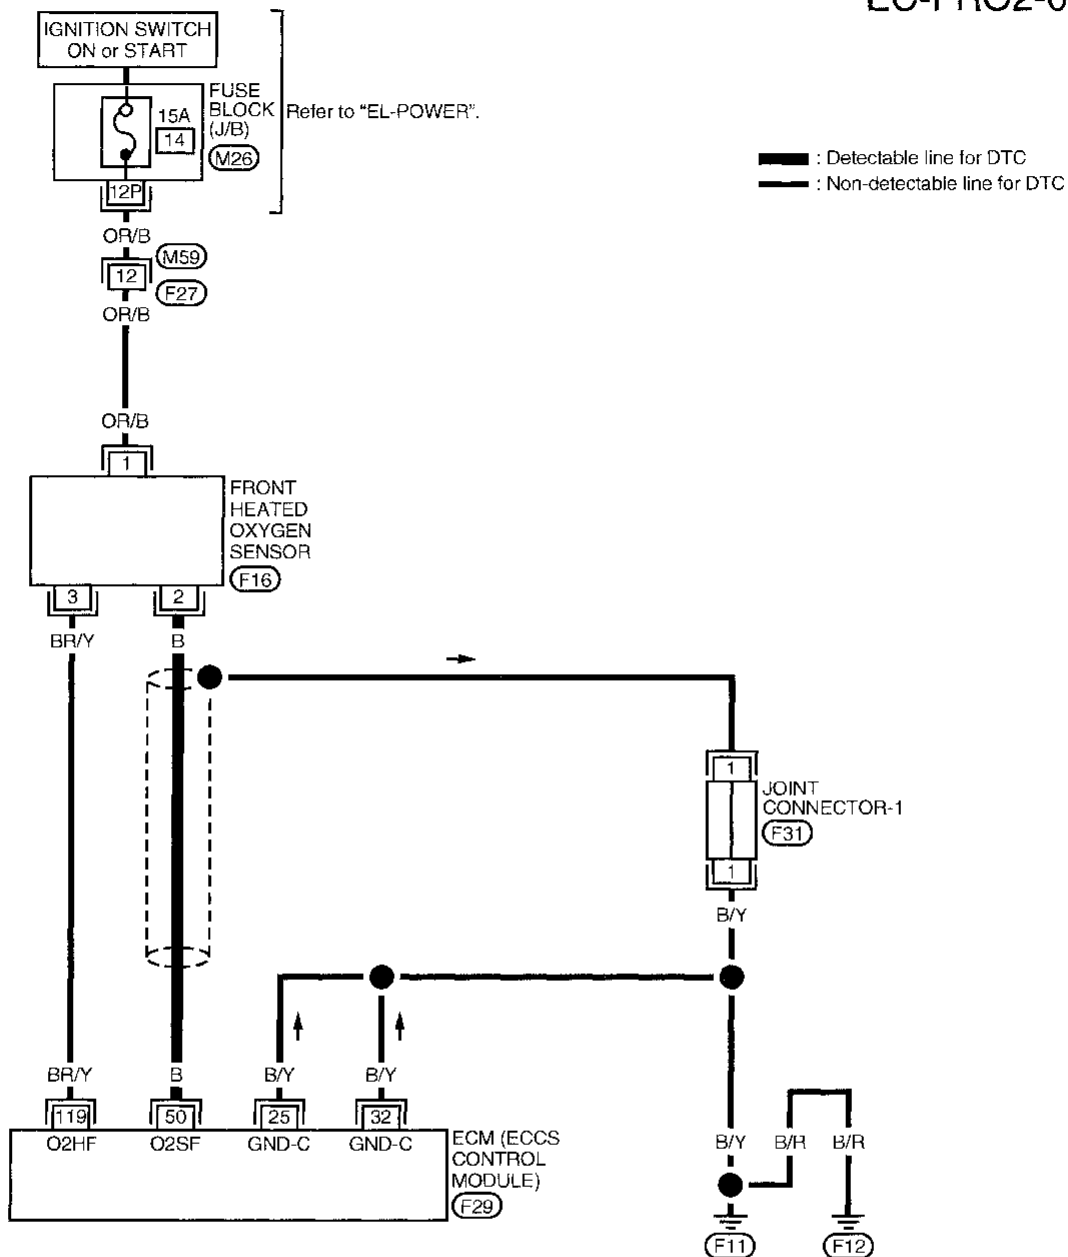 IGNITION SWITCH
ON or START
FUSE
BLOCK
(J/B)
M26
15A
14
Refer to "EL-POWER".
12P
: Detectable line for DTC
: Non-detectable line for DTC
OR/B
M59
12
F27
OR/B
OR/B
1
FRONT
HEATED
OXYGEN
SENSOR
F16
3 2
BR/Y B
1
JOINT
CONNECTOR-1
F31
1
B/Y
BR/Y B B/Y B/Y
119 50 25 32
O2HF O2SF GND-C GND-C
ECM (ECCS
CONTROL
MODULE)
F29
B/Y B/R B/R
F11 F12